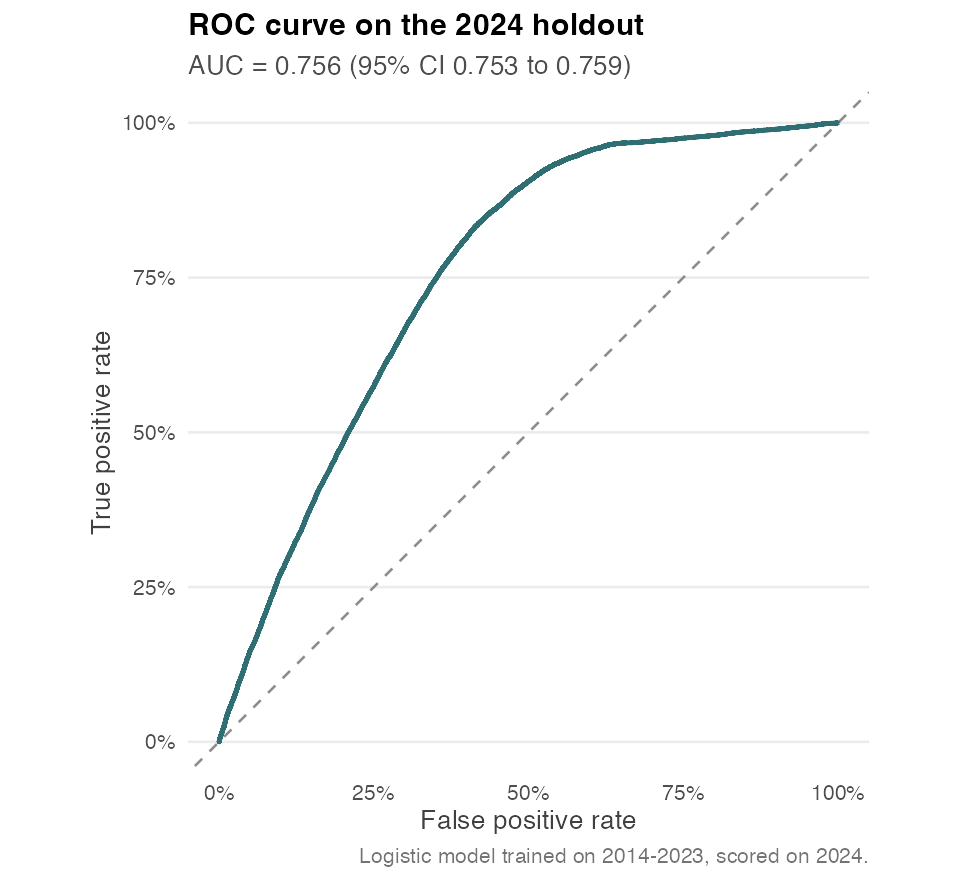 ROC curve on the 2024 holdout
AUC = 0.756 (95% CI 0.753 to 0.759)
100%
75%
50%
25%
0%
True positive rate
0% 25% 50% 75% 100%
False positive rate
Logistic model trained on 2014-2023, scored on 2024.